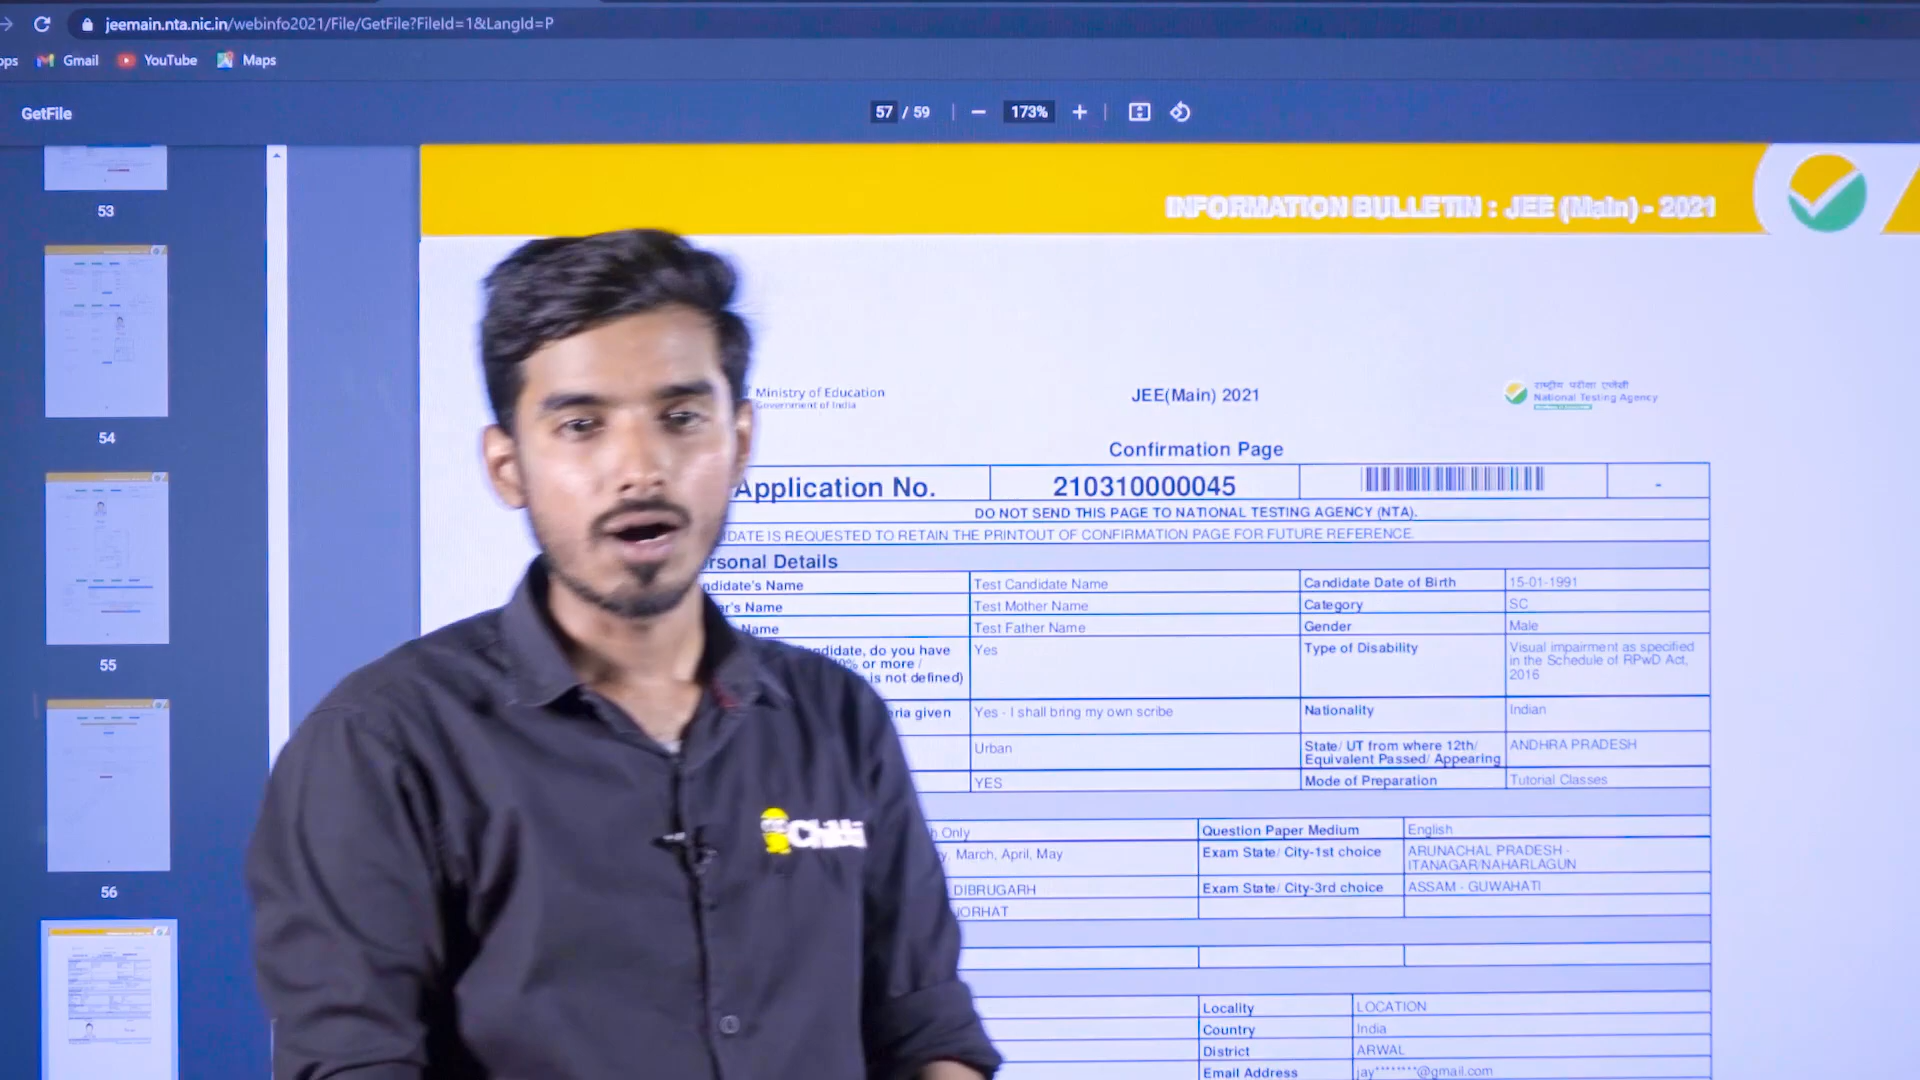 jeemain.nta.nic.in/webinfo2021/File/GetFile?FileId=1&LangId=P
Gmail YouTube Maps
GetFile
57 / 59 173%
53
54
55
56
INFORMATION BULLETIN : JEE (Main) - 2021
Ministry of Education
Government of India
JEE(Main) 2021
राष्ट्रीय परीक्षा एजेंसी
National Testing Agency
Confirmation Page
Application No. 210310000045 -
DO NOT SEND THIS PAGE TO NATIONAL TESTING AGENCY (NTA).
IS REQUESTED TO RETAIN THE PRINTOUT OF CONFIRMATION PAGE FOR FUTURE REFERENCE.
Details
Name Test Candidate Name Candidate Date of Birth 15-01-1991
Name Test Mother Name Category SC
Name Test Father Name Gender Male
do you have Yes Type of Disability Visual impairment as specified
or more / in the Schedule of RPwD Act,
is not defined) 2016
given Yes - I shall bring my own scribe Nationality Indian
Urban State/ UT from where 12th/ ANDHRA PRADESH
Equivalent Passed/ Appearing
YES Mode of Preparation Tutorial Classes
Only Question Paper Medium English
March, April, May Exam State/ City-1st choice ARUNACHAL PRADESH -
ITANAGAR/NAHARLAGUN
DIBRUGARH Exam State/ City-3rd choice ASSAM - GUWAHATI
JORHAT
Locality LOCATION
Country India
District ARWAL
Email Address jay********@gmail.com